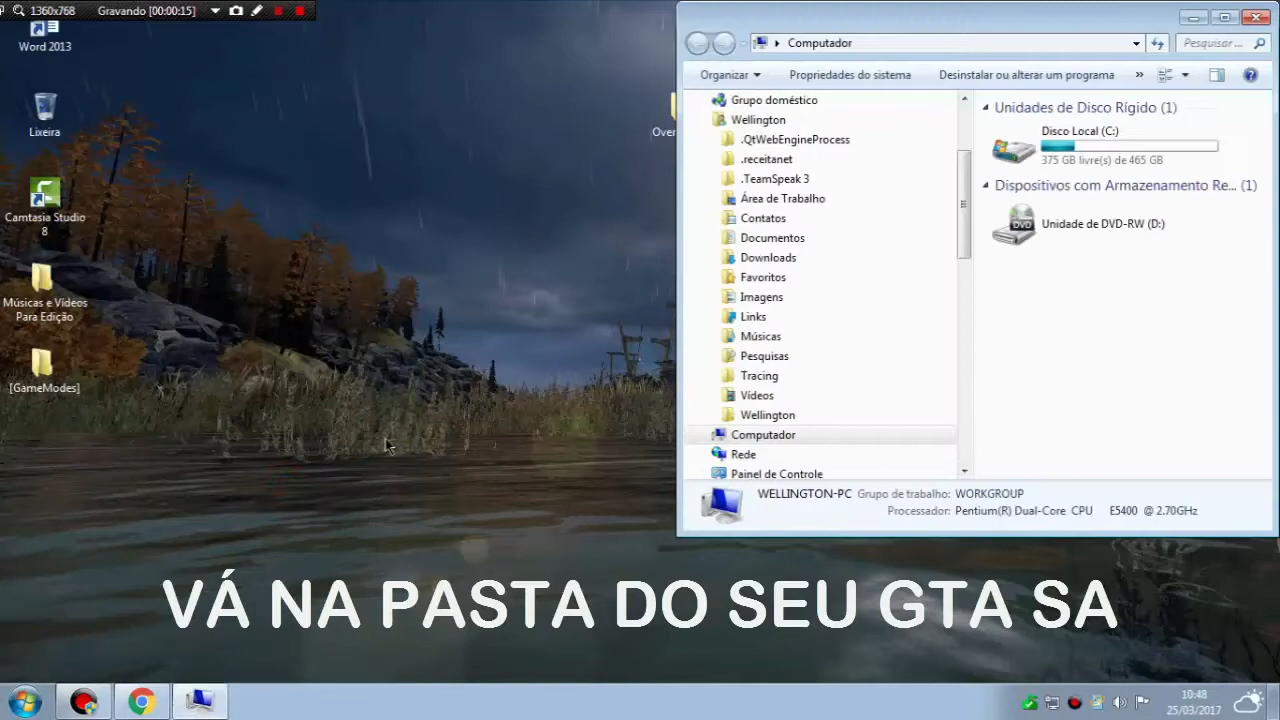 1360x768 Gravando [00:00:15]
Word 2013
Lixeira
Camtasia Studio
8
Músicas e Vídeos
Para Edição
[GameModes]
Over
Computador
Pesquisar ...
Organizar
Propriedades do sistema
Desinstalar ou alterar um programa
»
Grupo doméstico
Wellington
.QtWebEngineProcess
.receitanet
.TeamSpeak 3
Área de Trabalho
Contatos
Documentos
Downloads
Favoritos
Imagens
Links
Músicas
Pesquisas
Tracing
Vídeos
Wellington
Computador
Rede
Painel de Controle
Unidades de Disco Rígido (1)
Disco Local (C:)
375 GB livre(s) de 465 GB
Dispositivos com Armazenamento Re... (1)
DVD
Unidade de DVD-RW (D:)
WELLINGTON-PC Grupo de trabalho: WORKGROUP
Processador: Pentium(R) Dual-Core CPU E5400 @ 2.70GHz
VÁ NA PASTA DO SEU GTA SA
10:48
25/03/2017